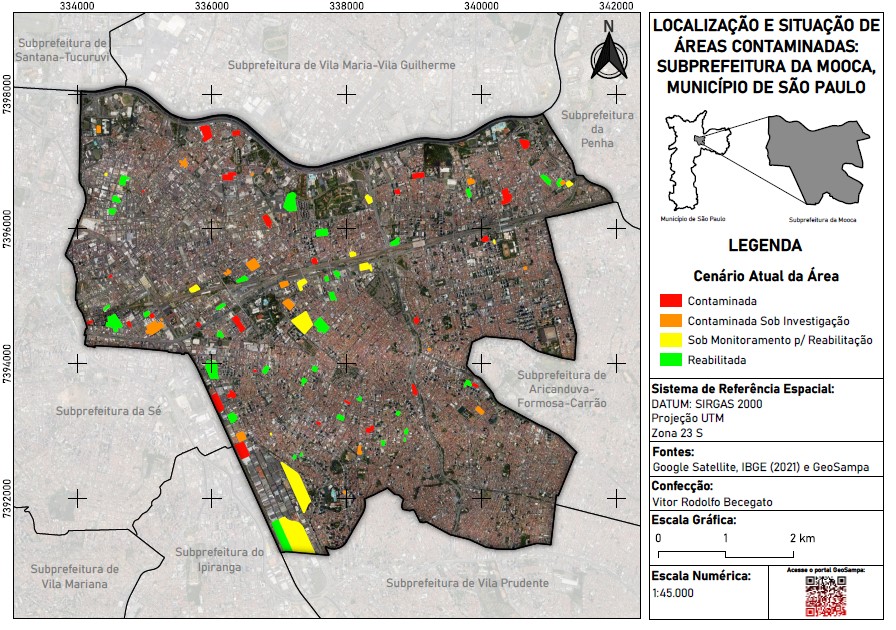 334000
336000
338000
340000
342000
7398000
7396000
7394000
7392000
N
Subprefeitura de
Santana-Tucuruvi
Subprefeitura de Vila Maria-Vila Guilherme
Subprefeitura
da
Penha
Subprefeitura de
Aricanduva-
Formosa-Carrão
Subprefeitura da Sé
Subprefeitura do
Ipiranga
Subprefeitura de
Vila Mariana
Subprefeitura de Vila Prudente
LOCALIZAÇÃO E SITUAÇÃO DE
ÁREAS CONTAMINADAS:
SUBPREFEITURA DA MOOCA,
MUNICÍPIO DE SÃO PAULO
Município de São Paulo
Subprefeitura da Mooca
LEGENDA
Cenário Atual da Área
Contaminada
Contaminada Sob Investigação
Sob Monitoramento p/ Reabilitação
Reabilitada
Sistema de Referência Espacial:
DATUM: SIRGAS 2000
Projeção UTM
Zona 23 S
Fontes:
Google Satellite, IBGE (2021) e GeoSampa
Confecção:
Vitor Rodolfo Becegato
Escala Gráfica:
0 1 2 km
Escala Numérica:
1:45.000
Acesse o portal GeoSampa: